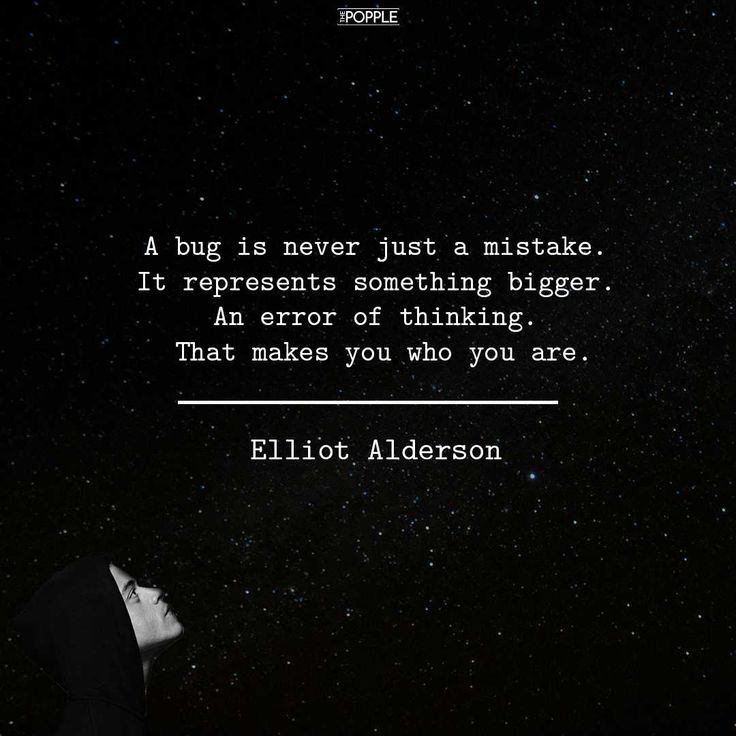 THE POPPLE
A bug is never just a mistake.
It represents something bigger.
An error of thinking.
That makes you who you are.
Elliot Alderson